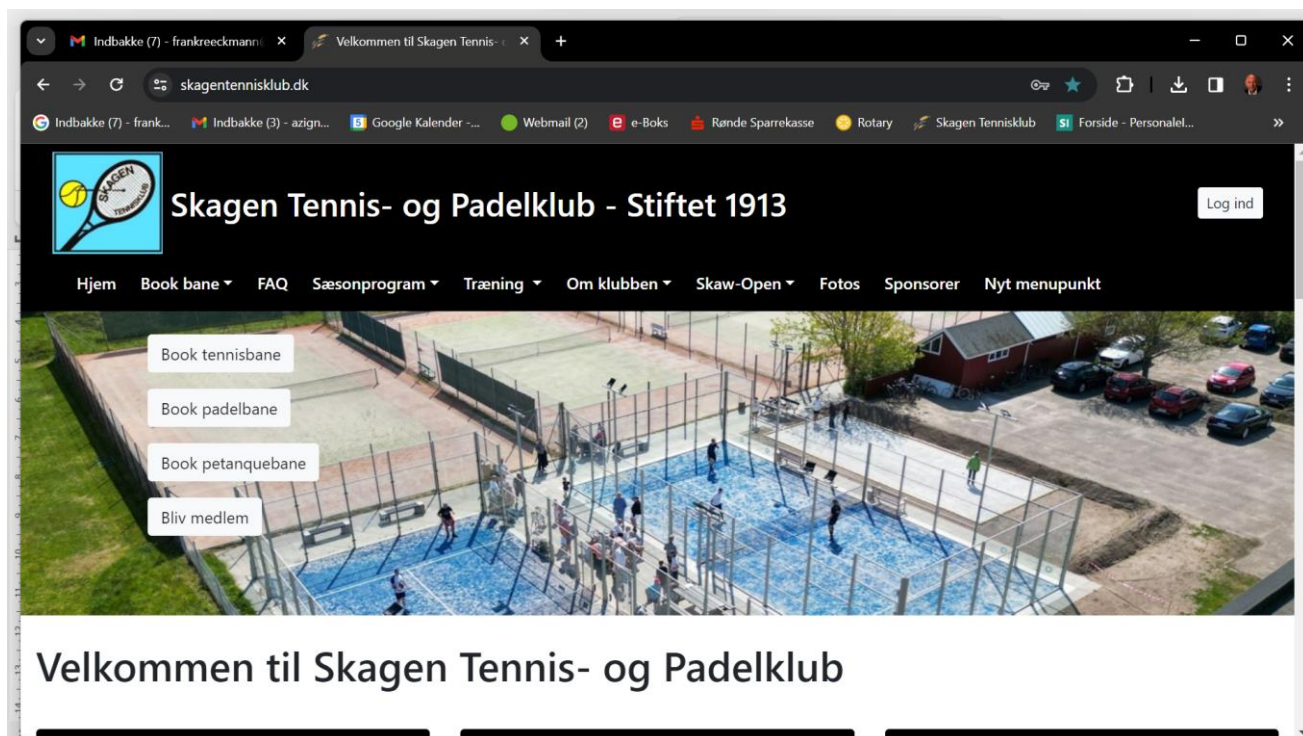 Indbakke (7) - frankreeckmann
Velkommen til Skagen Tennis- o
skagentennisklub.dk
Indbakke (7) - frank...
Indbakke (3) - azign...
5
Google Kalender -...
Webmail (2)
e
e-Boks
Rønde Sparrekasse
Rotary
Skagen Tennisklub
SI
Forside - Personalel...
»
SKAGEN
TENNISKLUB
Skagen Tennis- og Padelklub - Stiftet 1913
Log ind
Hjem
Book bane
FAQ
Sæsonprogram
Træning
Om klubben
Skaw-Open
Fotos
Sponsorer
Nyt menupunkt
Book tennisbane
Book padelbane
Book petanquebane
Bliv medlem
Velkommen til Skagen Tennis- og Padelklub